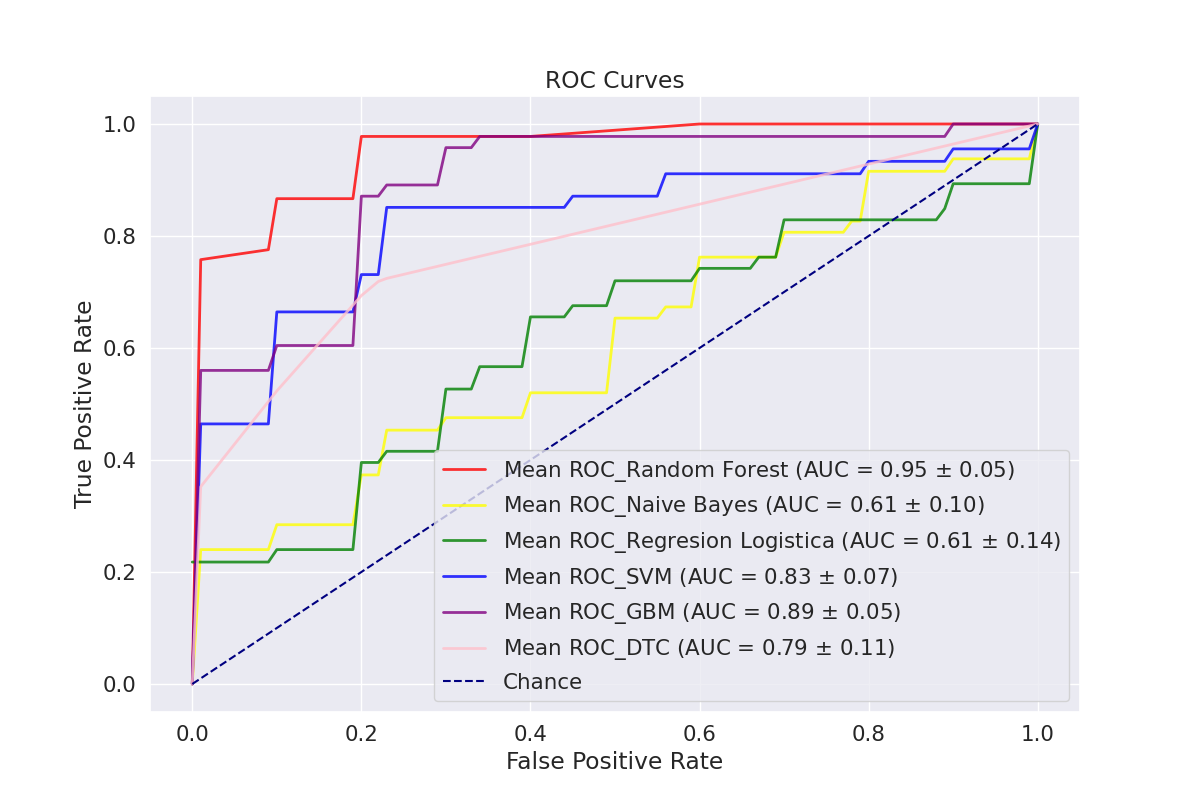 ROC Curves
1.0
0.8
0.6
0.4
0.2
0.0
True Positive Rate
Mean ROC_Random Forest (AUC = 0.95 ± 0.05)
Mean ROC_Naive Bayes (AUC = 0.61 ± 0.10)
Mean ROC_Regresion Logistica (AUC = 0.61 ± 0.14)
Mean ROC_SVM (AUC = 0.83 ± 0.07)
Mean ROC_GBM (AUC = 0.89 ± 0.05)
Mean ROC_DTC (AUC = 0.79 ± 0.11)
Chance
0.0 0.2 0.4 0.6 0.8 1.0
False Positive Rate